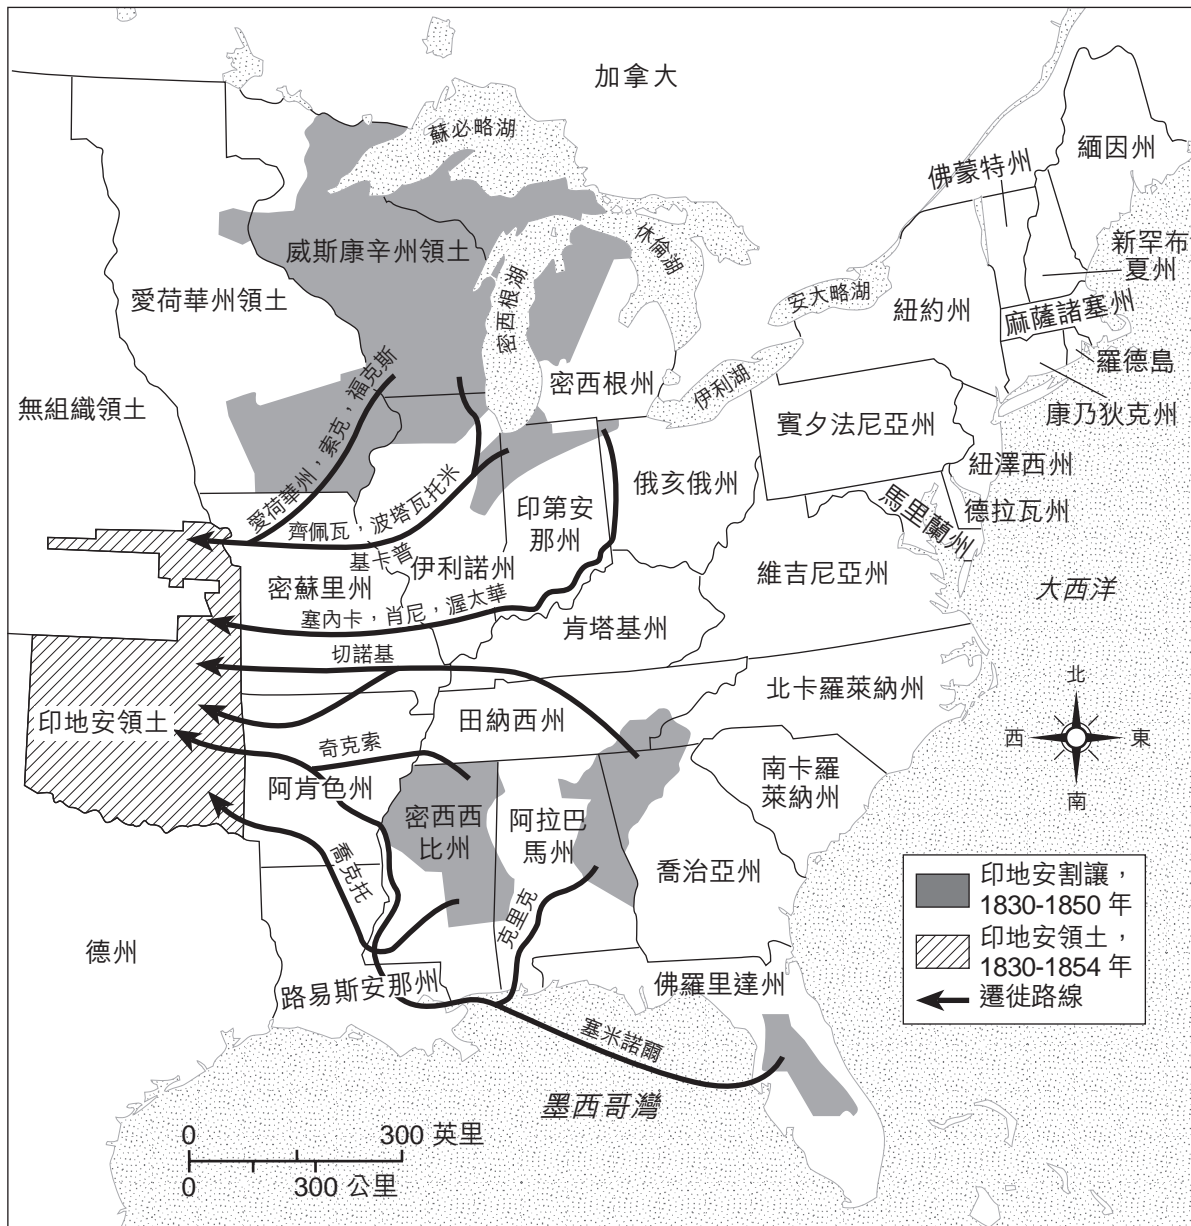 加拿大
蘇必略湖
緬因州
佛蒙特州
新罕布
夏州
威斯康辛州領土
休倫湖
愛荷華州領土
密西根湖
安大略湖
紐約州
麻薩諸塞州
羅德島
無組織領土
愛荷華州，索克，福克斯
密西根州
伊利湖
康乃狄克州
賓夕法尼亞州
紐澤西州
俄亥俄州
德拉瓦州
馬里蘭州
齊佩瓦，波塔瓦托米
基卡普
印第安
那州
伊利諾州
密蘇里州
維吉尼亞州
大西洋
塞內卡，肖尼，渥太華
肯塔基州
切諾基
北卡羅萊納州
印地安領土
田納西州
北
西
東
南
奇克索
阿肯色州
南卡羅
萊納州
密西西
比州
阿拉巴
馬州
喬克托
喬治亞州
克里克
德州
路易斯安那州
佛羅里達州
塞米諾爾
墨西哥灣
印地安割讓，
1830-1850 年
印地安領土，
1830-1854 年
遷徙路線
0 300 英里
0 300 公里